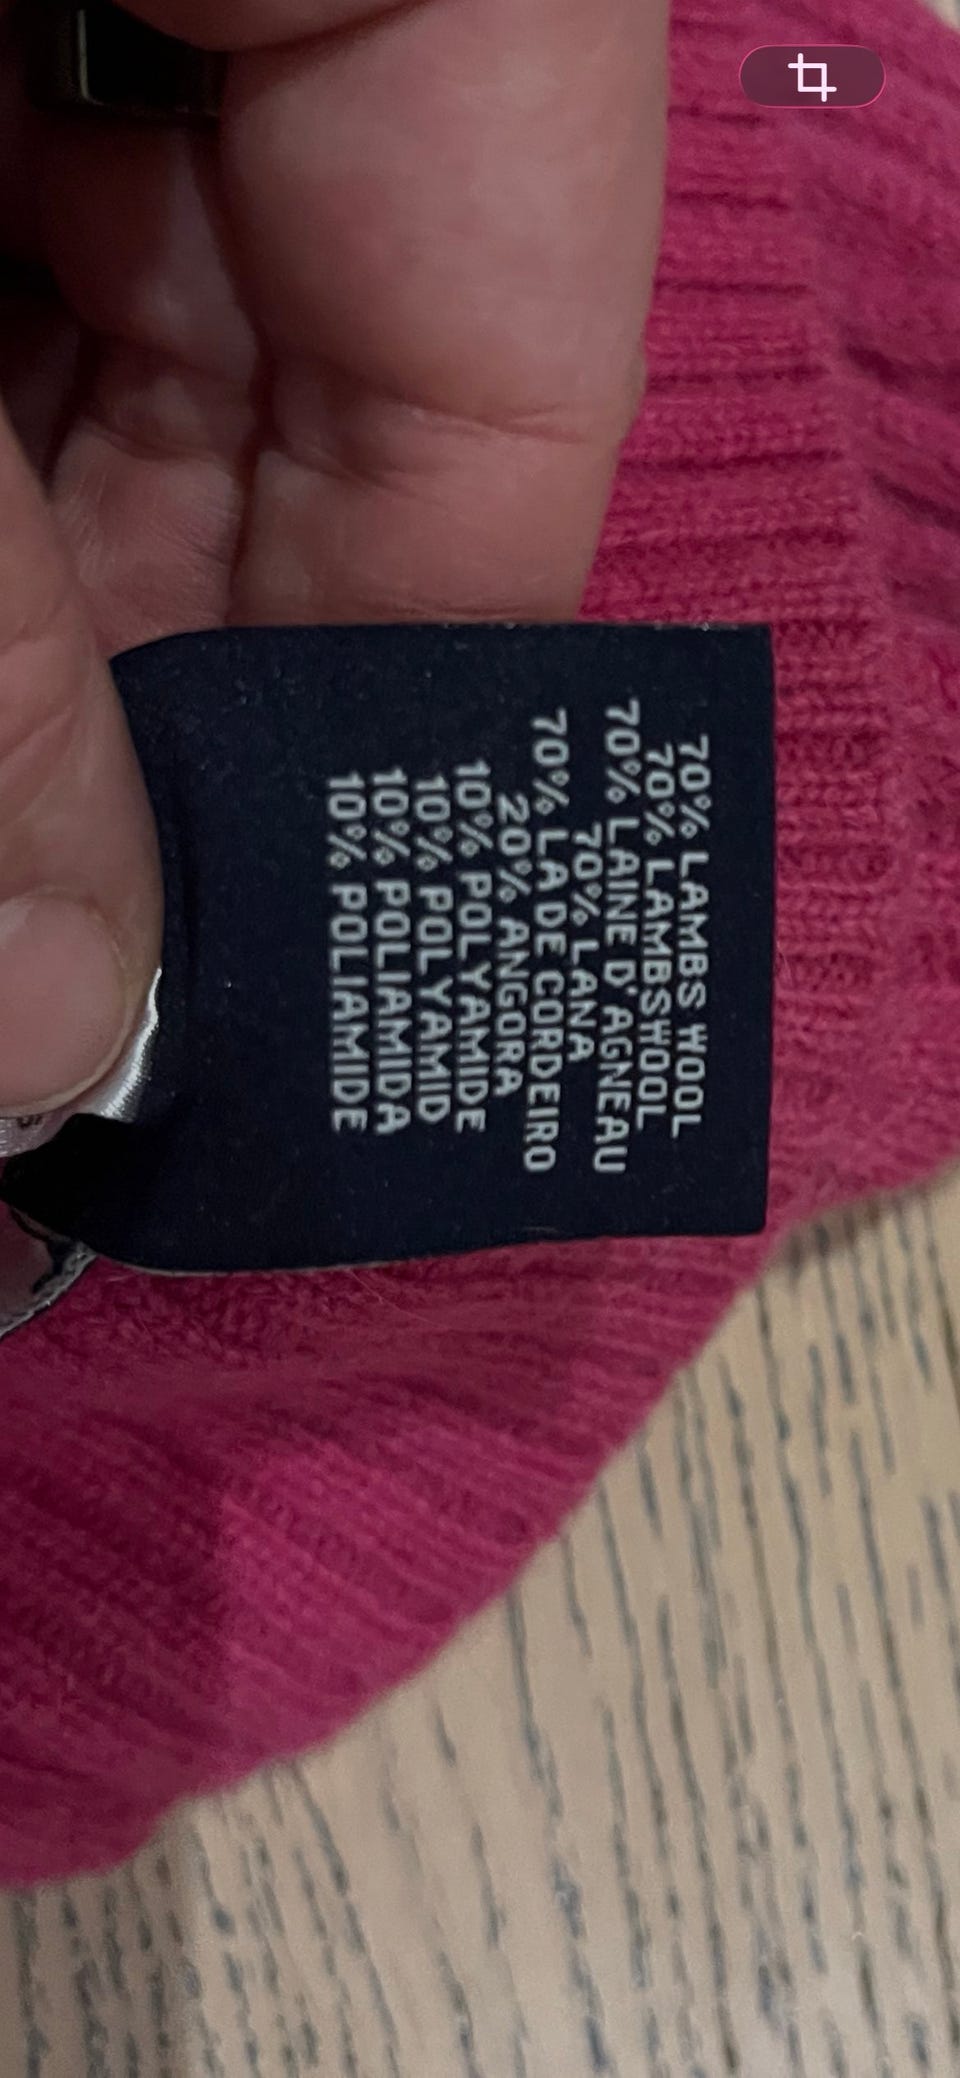 70% LAMBS WOOL
70% LAMBSWOOL
70% LAINE D'AGNEAU
70% LANA
70% LA DE CORDEIRO
20% ANGORA
10% POLYAMIDE
10% POLYAMID
10% POLIAMIDA
10% POLIAMIDE